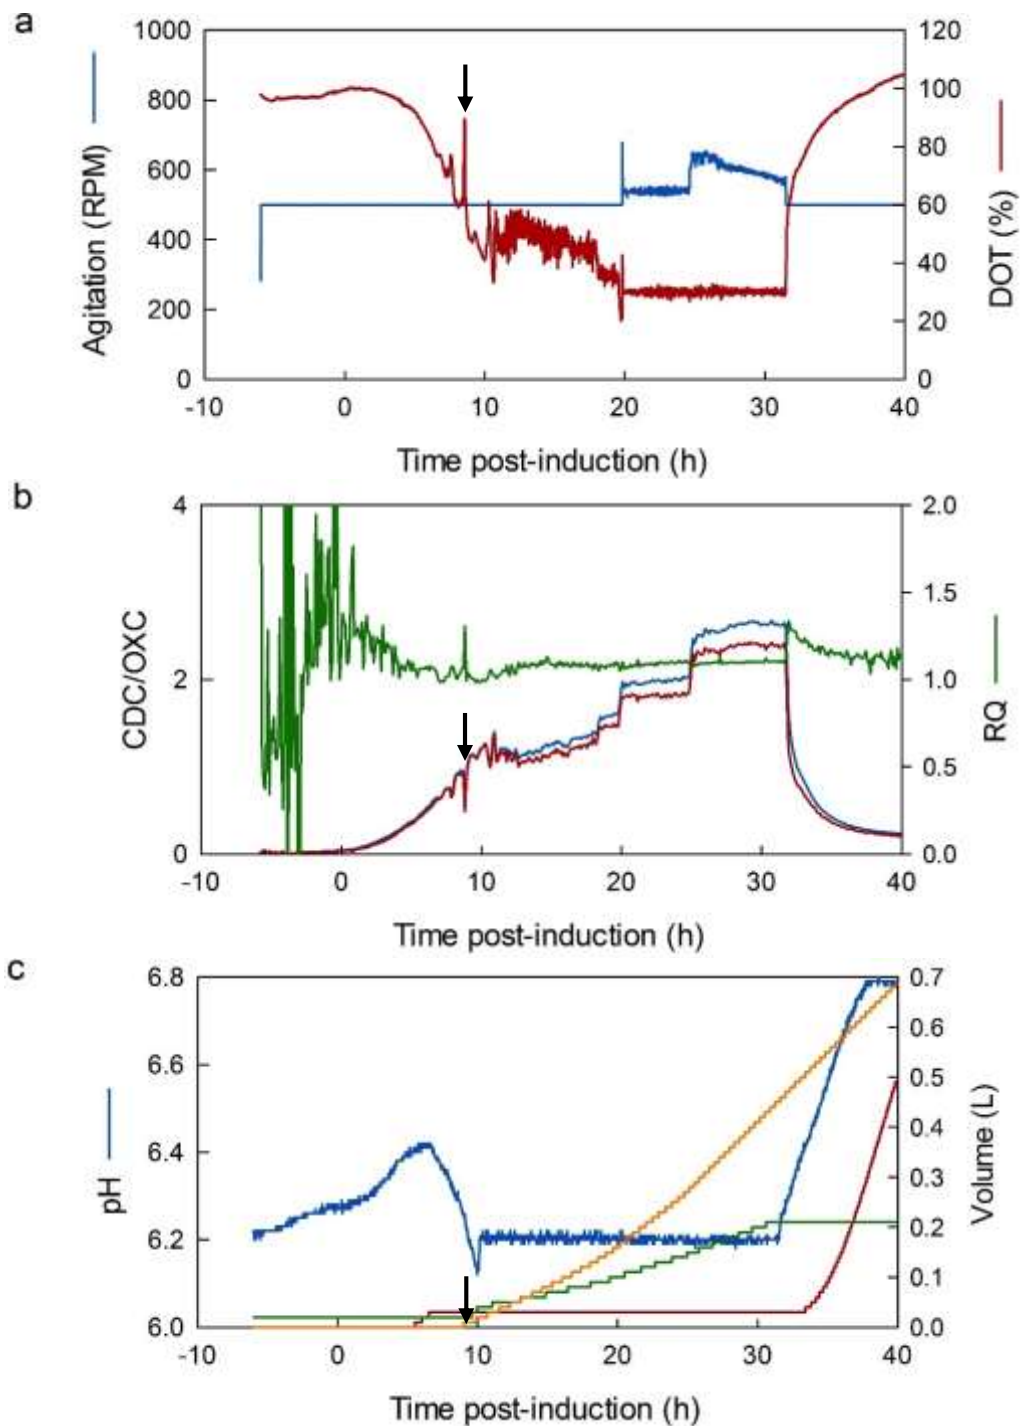 a
1000
800
600
400
200
0
Agitation (RPM)
120
100
80
60
40
20
0
DOT (%)
-10 0 10 20 30 40
Time post-induction (h)
b
4
2
0
CDC/OXC
2.0
1.5
1.0
0.5
0.0
RQ
-10 0 10 20 30 40
Time post-induction (h)
c
6.8
6.6
6.4
6.2
6.0
pH
0.7
0.6
0.5
0.4
0.3
0.2
0.1
0.0
Volume (L)
-10 0 10 20 30 40
Time post-induction (h)